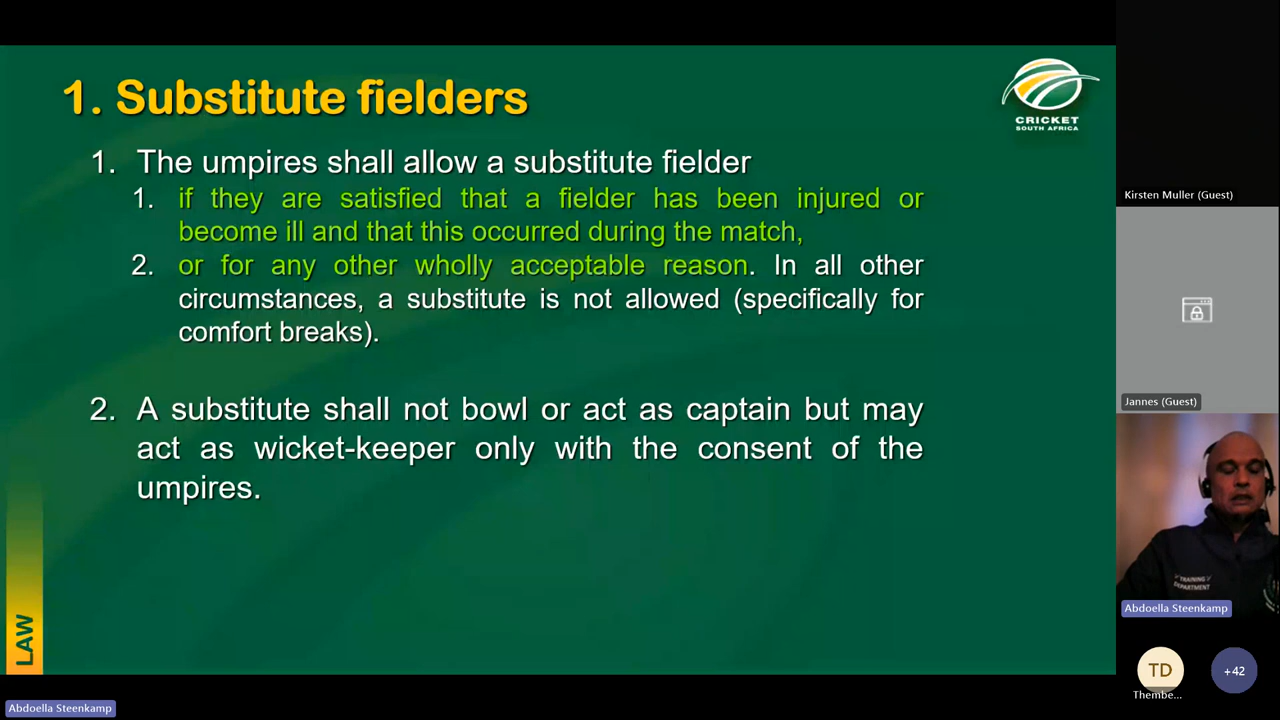 1. Substitute fielders
CRICKET
SOUTH AFRICA
1. The umpires shall allow a substitute fielder
1. if they are satisfied that a fielder has been injured or
become ill and that this occurred during the match,
2. or for any other wholly acceptable reason. In all other
circumstances, a substitute is not allowed (specifically for
comfort breaks).
2. A substitute shall not bowl or act as captain but may
act as wicket-keeper only with the consent of the
umpires.
LAW
Abdoella Steenkamp
Kirsten Muller (Guest)
Jannes (Guest)
TRAINING
DEPARTMENT
Abdoella Steenkamp
TD
Thembe...
+42